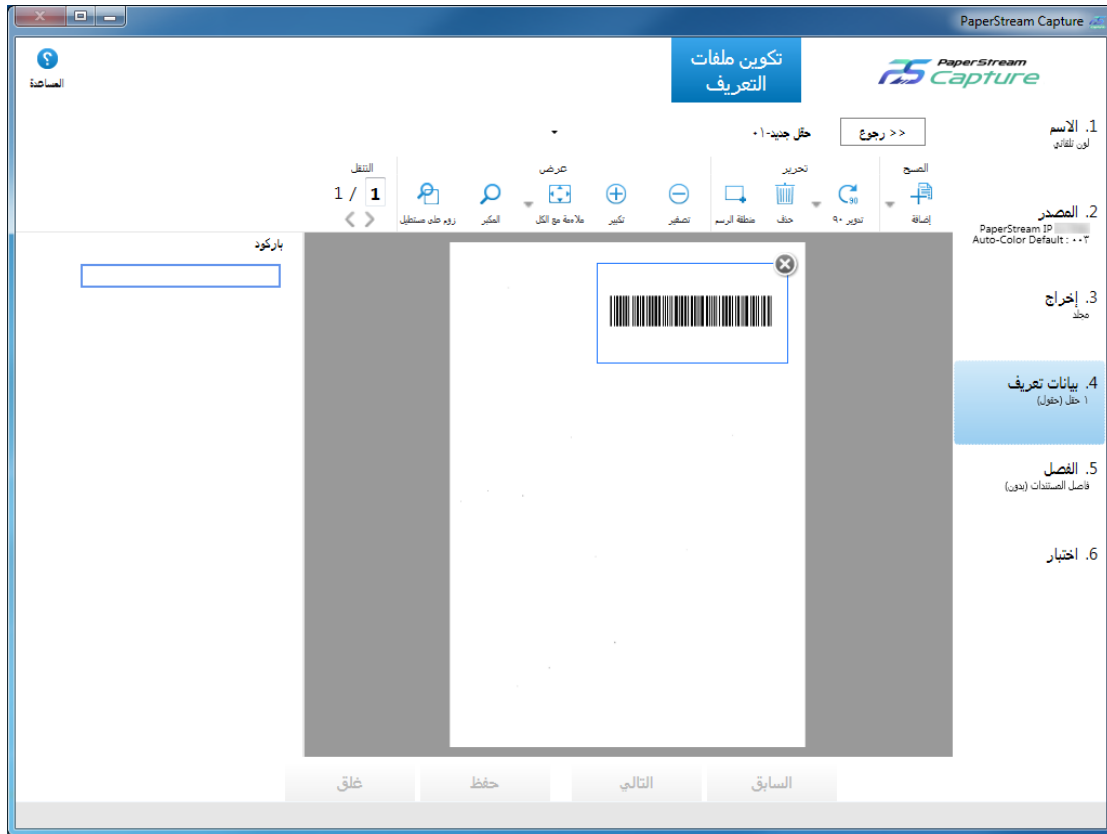 PaperStream Capture
PaperStream
Capture
تكوين ملفات
التعريف
المساعدة
1. الاسم
لون تلقائي
2. المصدر
PaperStream IP
Auto-Color Default : ٠٠٣
3. إخراج
مجلد
4. بيانات تعريف
١ حقل (حقول)
5. الفصل
فاصل المستندات (بدون)
6. اختبار
<< رجوع
حقل جديد-٠١
المسح
تحرير
عرض
التنقل
1 / 1
إضافة
90
تدوير ٩٠
حذف
منطقة الرسم
تصغير
تكبير
ملاءمة مع الكل
المكبر
زوم على مستطيل
باركود
السابق
التالي
حفظ
غلق